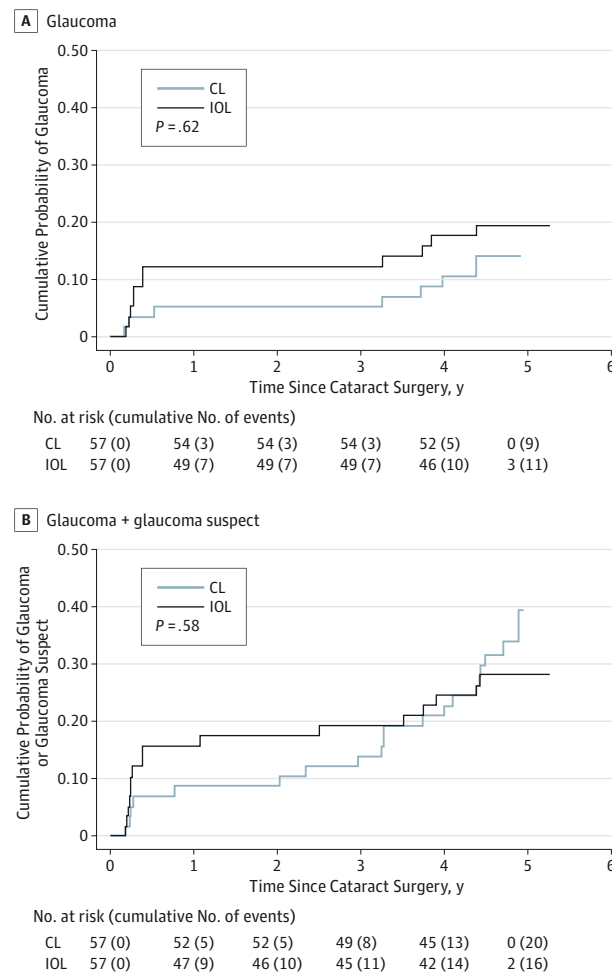 A Glaucoma
0.50
CL
IOL
P = .62
0.40
0.30
0.20
0.10
0
Cumulative Probability of Glaucoma
0 1 2 3 4 5 6
Time Since Cataract Surgery, y
No. at risk (cumulative No. of events)
CL 57 (0) 54 (3) 54 (3) 54 (3) 52 (5) 0 (9)
IOL 57 (0) 49 (7) 49 (7) 49 (7) 46 (10) 3 (11)
B Glaucoma + glaucoma suspect
0.50
CL
IOL
P = .58
0.40
0.30
0.20
0.10
0
Cumulative Probability of Glaucoma
or Glaucoma Suspect
0 1 2 3 4 5 6
Time Since Cataract Surgery, y
No. at risk (cumulative No. of events)
CL 57 (0) 52 (5) 52 (5) 49 (8) 45 (13) 0 (20)
IOL 57 (0) 47 (9) 46 (10) 45 (11) 42 (14) 2 (16)